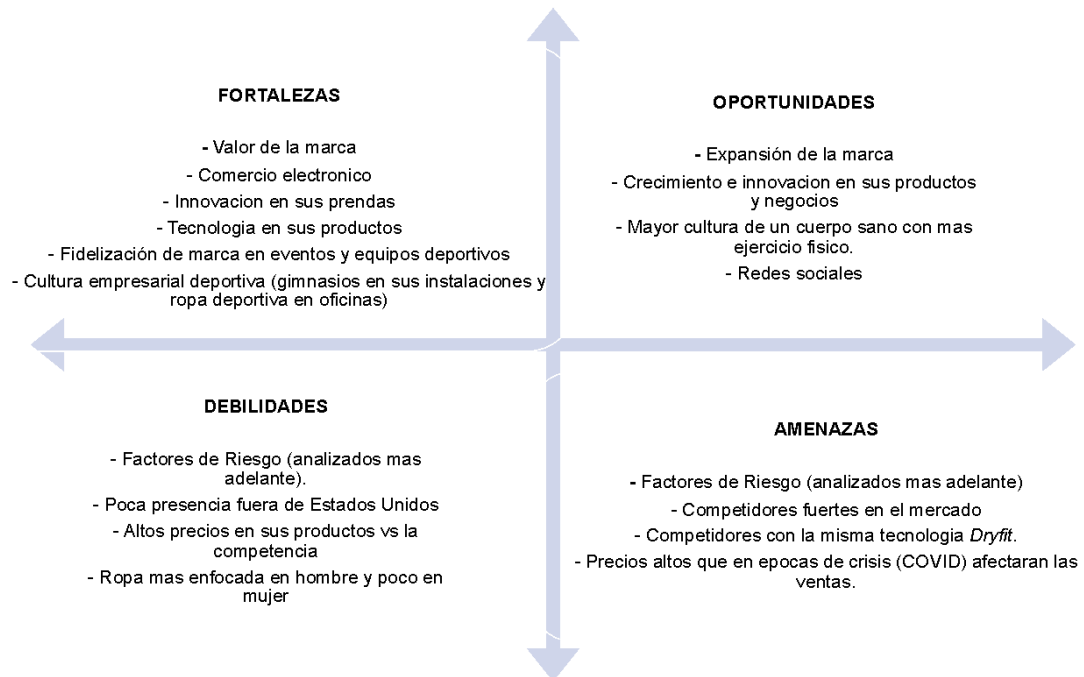 FORTALEZAS
- Valor de la marca
- Comercio electronico
- Innovacion en sus prendas
- Tecnologia en sus productos
- Fidelización de marca en eventos y equipos deportivos
- Cultura empresarial deportiva (gimnasios en sus instalaciones y
ropa deportiva en oficinas)
OPORTUNIDADES
- Expansión de la marca
- Crecimiento e innovacion en sus productos
y negocios
- Mayor cultura de un cuerpo sano con mas
ejercicio fisico.
- Redes sociales
DEBILIDADES
- Factores de Riesgo (analizados mas
adelante).
- Poca presencia fuera de Estados Unidos
- Altos precios en sus productos vs la
competencia
- Ropa mas enfocada en hombre y poco en
mujer
AMENAZAS
- Factores de Riesgo (analizados mas adelante)
- Competidores fuertes en el mercado
- Competidores con la misma tecnologia Dryfit.
- Precios altos que en epocas de crisis (COVID) afectaran las
ventas.